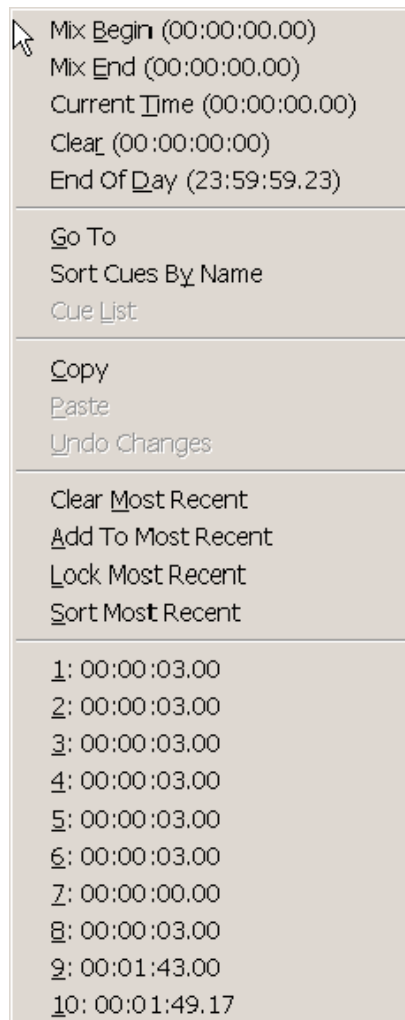 Mix Begin (00:00:00.00)
Mix End (00:00:00.00)
Current Time (00:00:00.00)
Clear (00:00:00:00)
End Of Day (23:59:59.23)
Go To
Sort Cues By Name
Cue List
Copy
Paste
Undo Changes
Clear Most Recent
Add To Most Recent
Lock Most Recent
Sort Most Recent
1: 00:00:03.00
2: 00:00:03.00
3: 00:00:03.00
4: 00:00:03.00
5: 00:00:03.00
6: 00:00:03.00
7: 00:00:00.00
8: 00:00:03.00
9: 00:01:43.00
10: 00:01:49.17